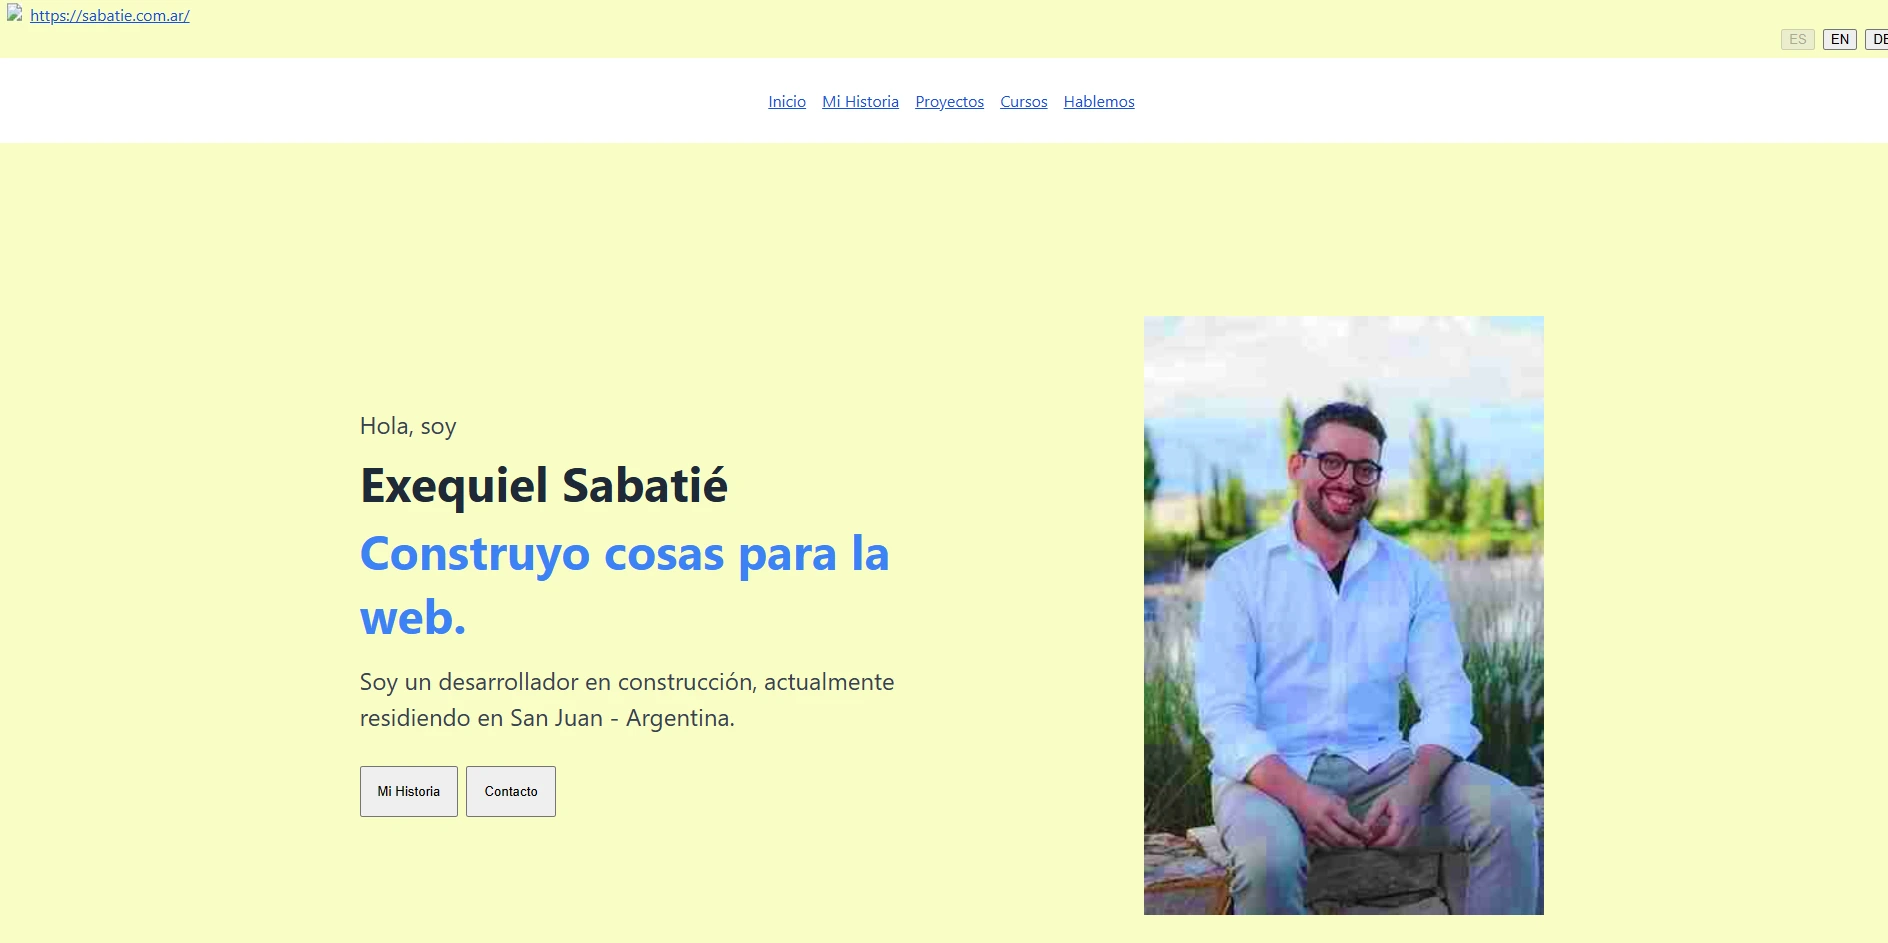 https://sabatie.com.ar/
ES EN
Inicio Mi Historia Proyectos Cursos Hablemos
Hola, soy
Exequiel Sabatié
Construyo cosas para la
web.
Soy un desarrollador en construcción, actualmente
residiendo en San Juan - Argentina.
Mi Historia Contacto